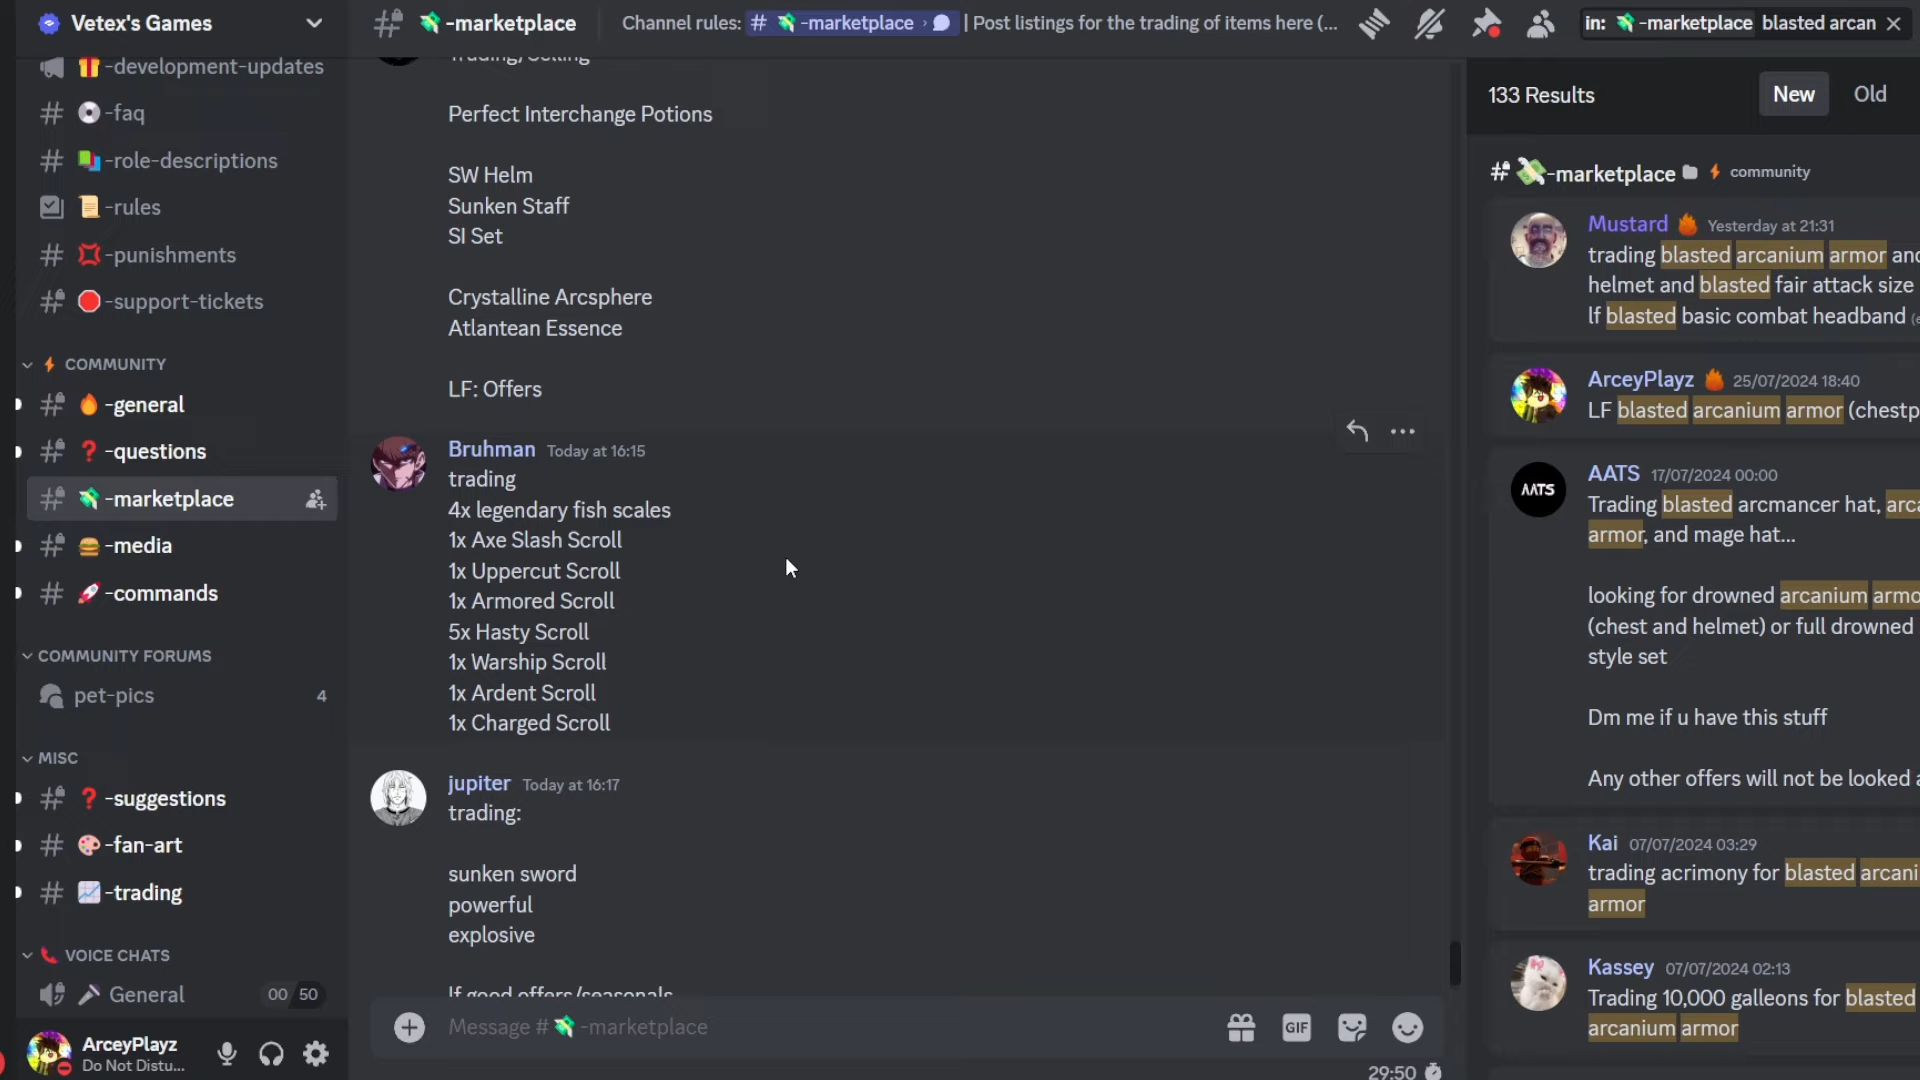 Vetex's Games
-development-updates
-faq
-role-descriptions
-rules
-punishments
-support-tickets
COMMUNITY
-general
-questions
-marketplace
-media
-commands
COMMUNITY FORUMS
pet-pics 4
MISC
-suggestions
-fan-art
-trading
VOICE CHATS
General 00 50
ArceyPlayz
Do Not Distu...
# -marketplace
Channel rules: # -marketplace › | Post listings for the trading of items here (...
Trading/Selling
Perfect Interchange Potions
SW Helm
Sunken Staff
SI Set
Crystalline Arcsphere
Atlantean Essence
LF: Offers
Bruhman Today at 16:15
trading
4x legendary fish scales
1x Axe Slash Scroll
1x Uppercut Scroll
1x Armored Scroll
5x Hasty Scroll
1x Warship Scroll
1x Ardent Scroll
1x Charged Scroll
jupiter Today at 16:17
trading:
sunken sword
powerful
explosive
lf good offers/seasonals
Message # -marketplace
GIF
29:50
in: -marketplace blasted arcan
133 Results
New Old
# -marketplace community
Mustard Yesterday at 21:31
trading blasted arcanium armor and
helmet and blasted fair attack size
lf blasted basic combat headband
ArceyPlayz 25/07/2024 18:40
LF blasted arcanium armor (chestp
AATS
AATS 17/07/2024 00:00
Trading blasted arcmancer hat, arca
armor, and mage hat...
looking for drowned arcanium armo
(chest and helmet) or full drowned
style set
Dm me if u have this stuff
Any other offers will not be looked a
Kai 07/07/2024 03:29
trading acrimony for blasted arcani
armor
Kassey 07/07/2024 02:13
Trading 10,000 galleons for blasted
arcanium armor